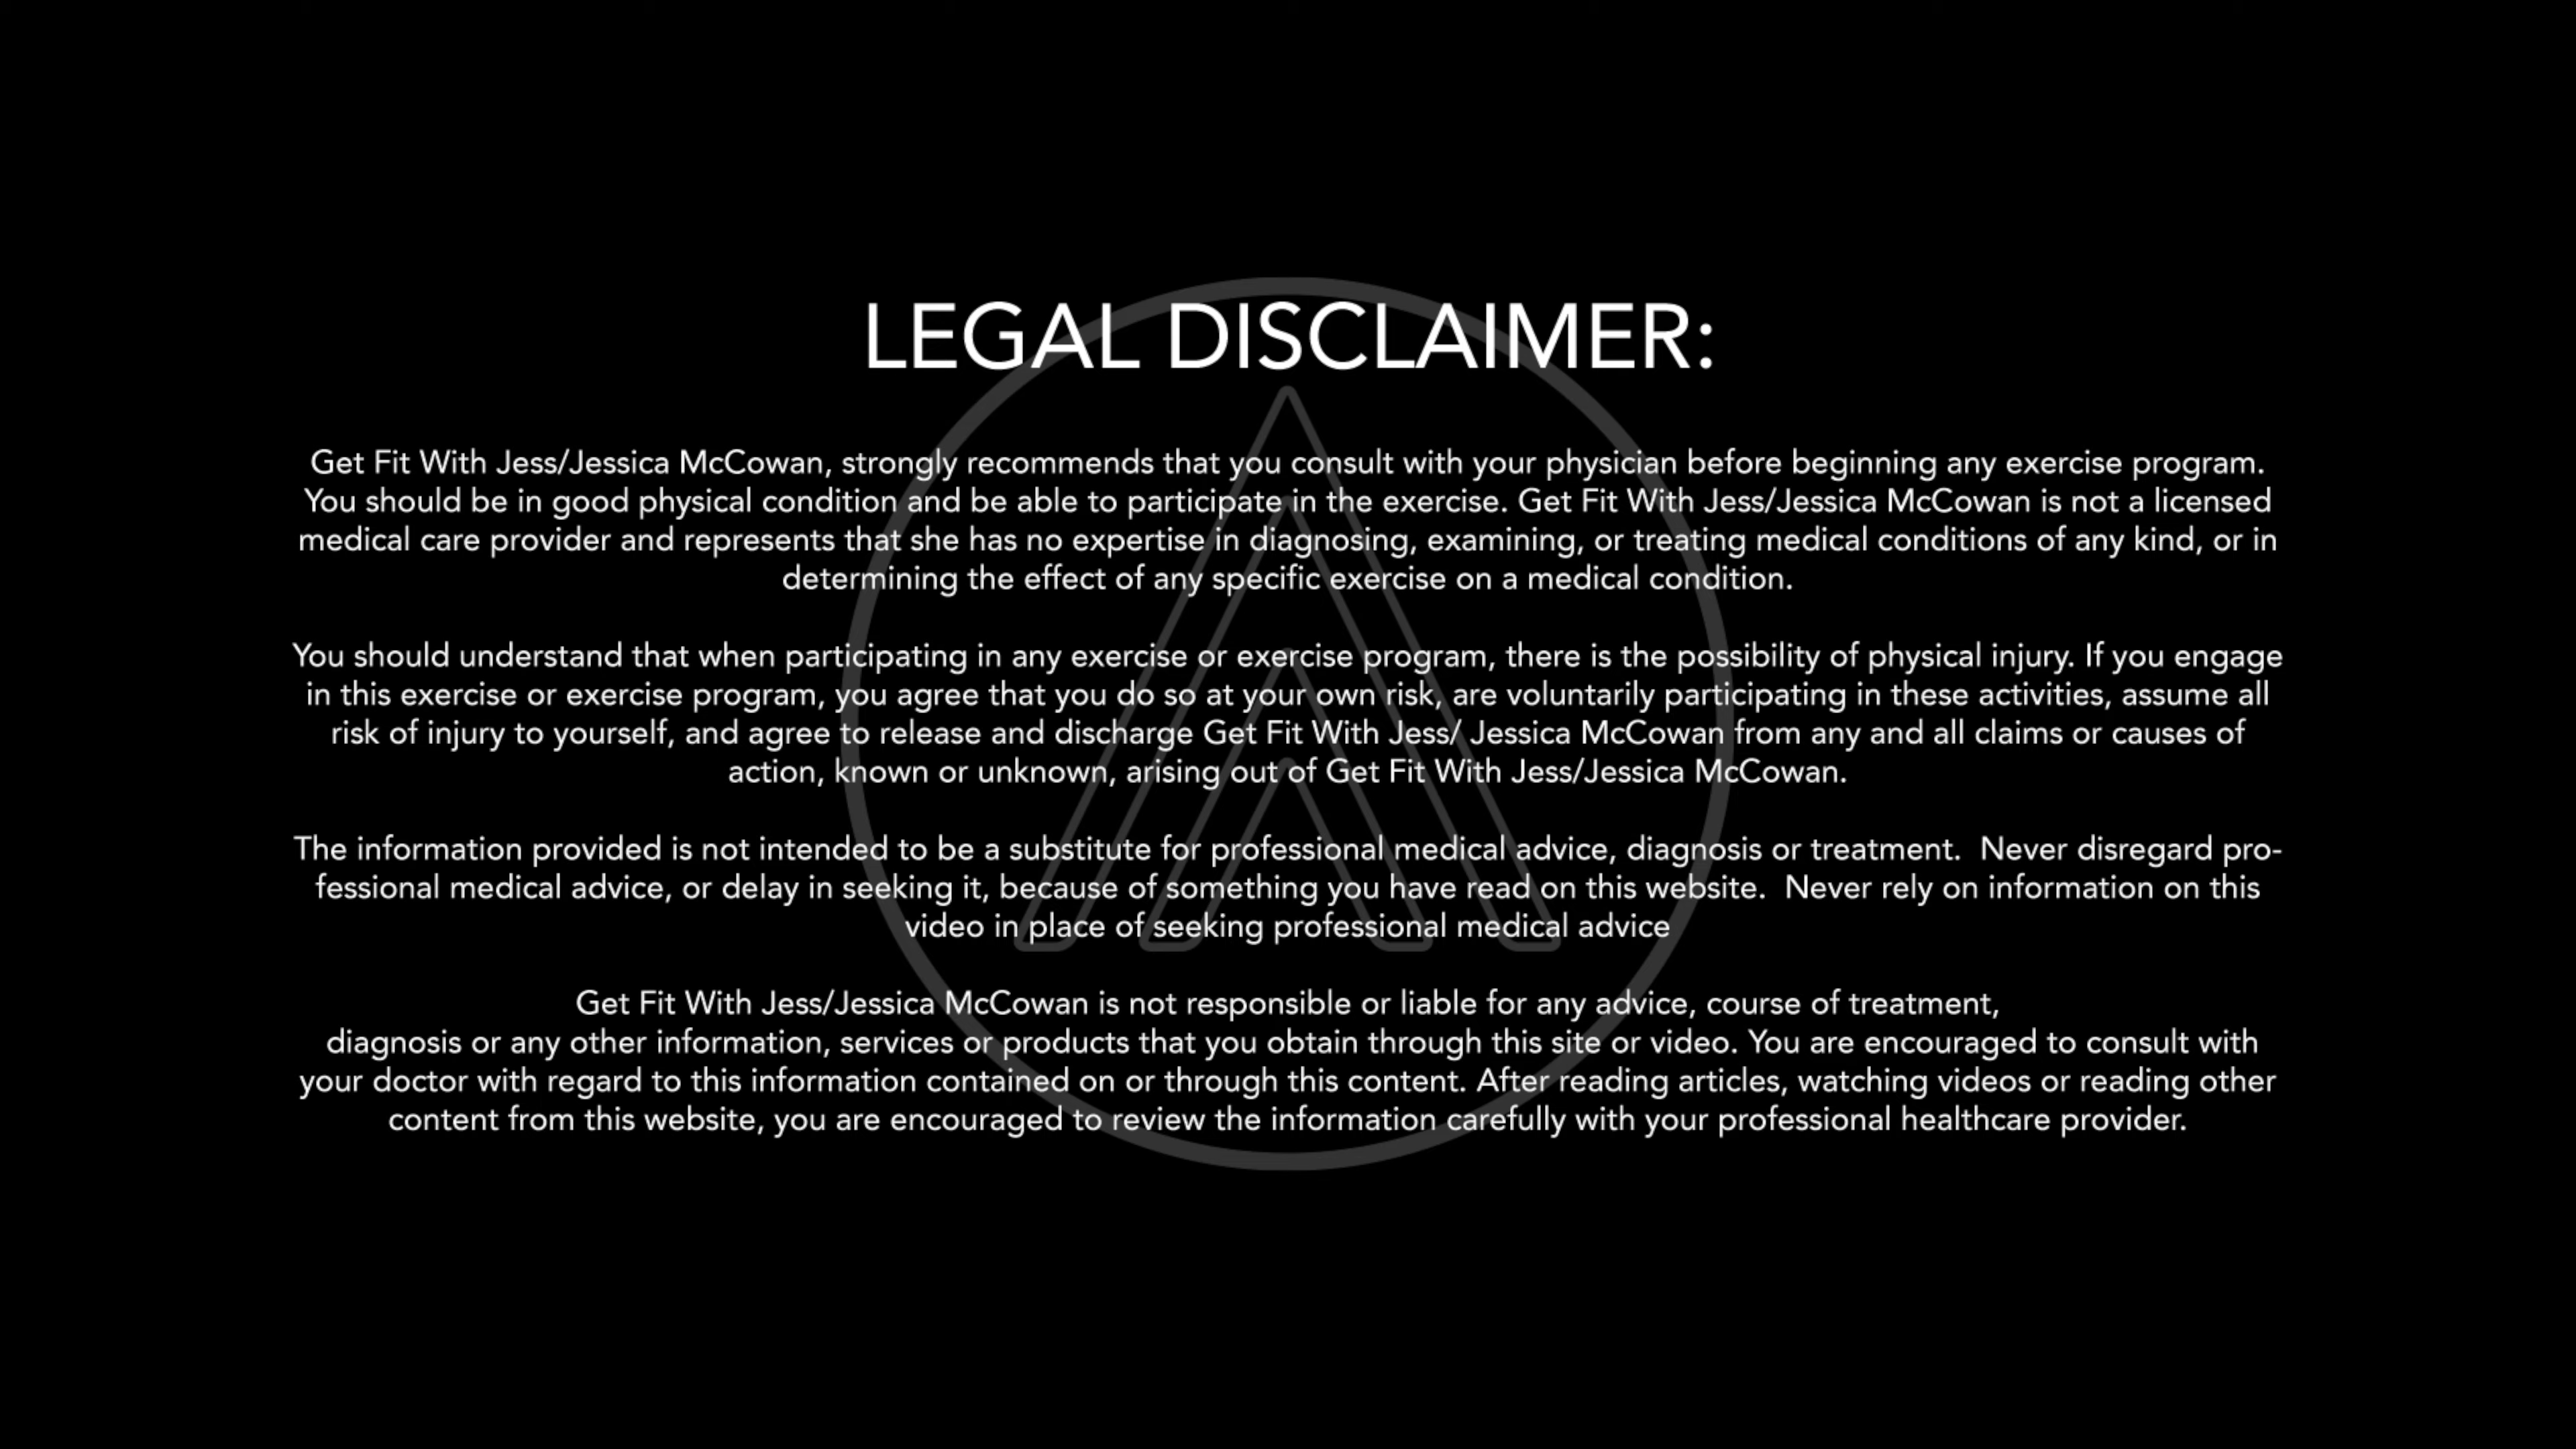 LEGAL DISCLAIMER:
Get Fit With Jess/Jessica McCowan, strongly recommends that you consult with your physician before beginning any exercise program.
You should be in good physical condition and be able to participate in the exercise. Get Fit With Jess/Jessica McCowan is not a licensed
medical care provider and represents that she has no expertise in diagnosing, examining, or treating medical conditions of any kind, or in
determining the effect of any specific exercise on a medical condition.
You should understand that when participating in any exercise or exercise program, there is the possibility of physical injury. If you engage
in this exercise or exercise program, you agree that you do so at your own risk, are voluntarily participating in these activities, assume all
risk of injury to yourself, and agree to release and discharge Get Fit With Jess/ Jessica McCowan from any and all claims or causes of
action, known or unknown, arising out of Get Fit With Jess/Jessica McCowan.
The information provided is not intended to be a substitute for professional medical advice, diagnosis or treatment.  Never disregard pro-
fessional medical advice, or delay in seeking it, because of something you have read on this website.  Never rely on information on this
video in place of seeking professional medical advice
Get Fit With Jess/Jessica McCowan is not responsible or liable for any advice, course of treatment,
diagnosis or any other information, services or products that you obtain through this site or video. You are encouraged to consult with
your doctor with regard to this information contained on or through this content. After reading articles, watching videos or reading other
content from this website, you are encouraged to review the information carefully with your professional healthcare provider.